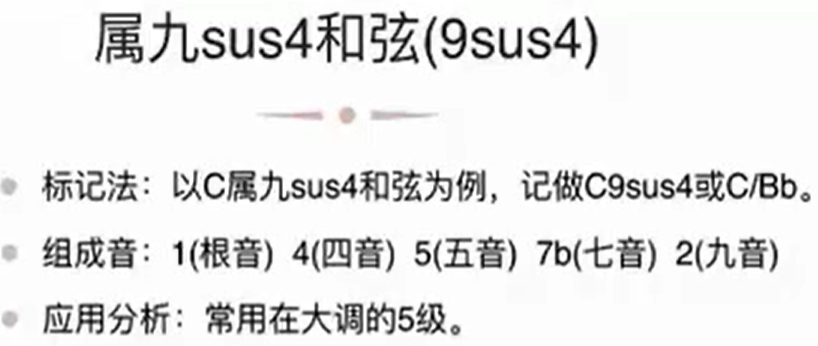 属九sus4和弦(9sus4)
标记法：以C属九sus4和弦为例，记做C9sus4或C/Bb。
组成音：1(根音) 4(四音) 5(五音) 7b(七音) 2(九音)
应用分析：常用在大调的5级。